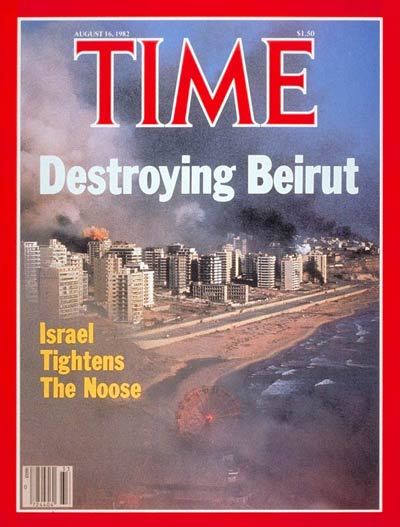 AUGUST 16, 1982
$1.50
TIME
Destroying Beirut
Israel
Tightens
The Noose